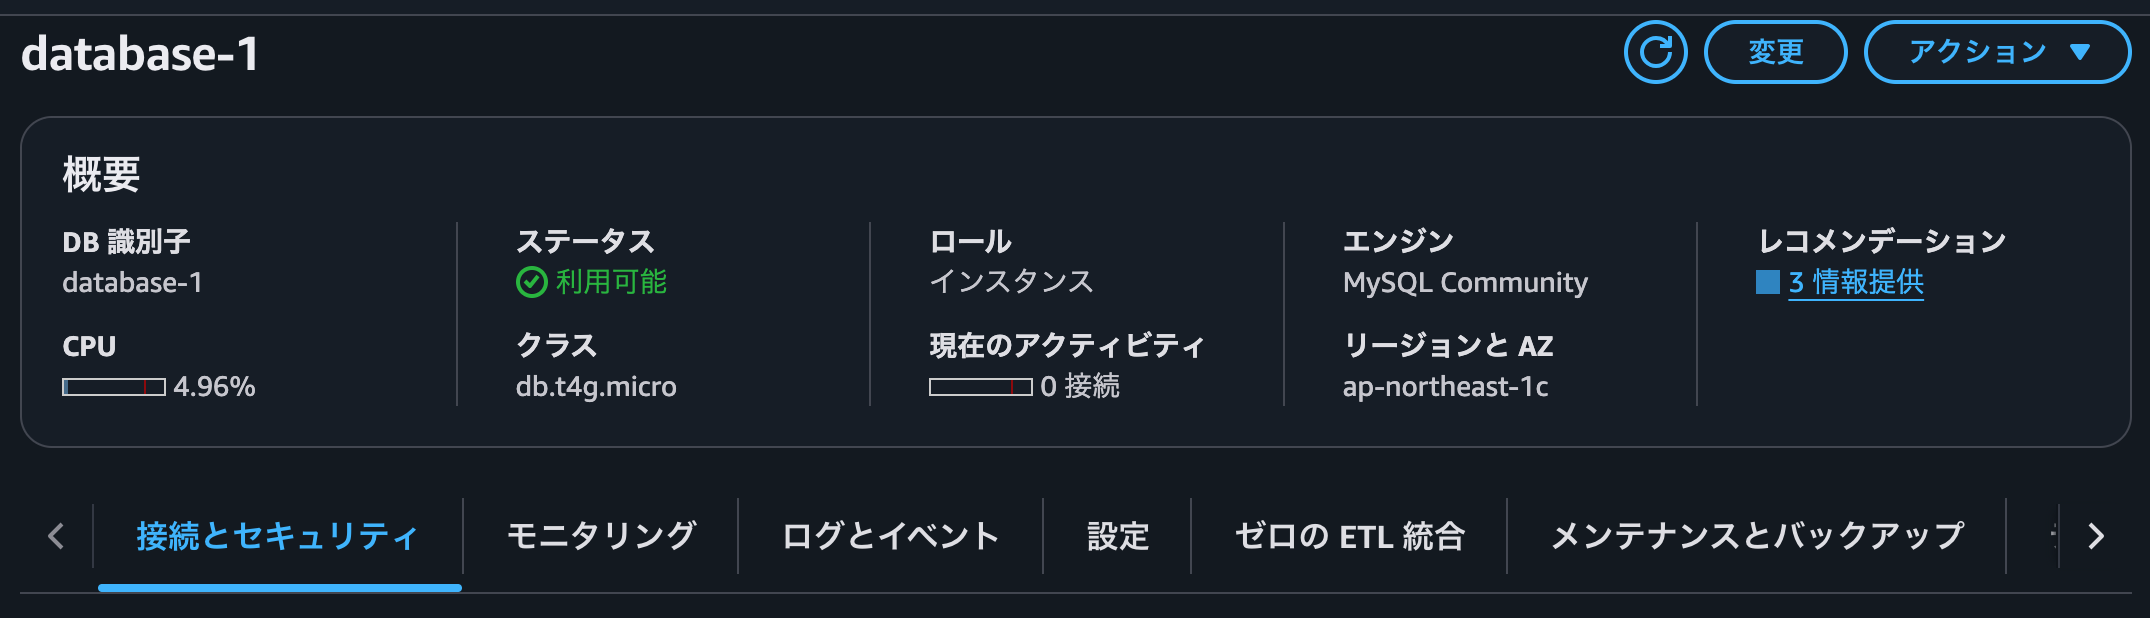 database-1
変更
アクション
概要
DB 識別子
database-1
ステータス
利用可能
ロール
インスタンス
エンジン
MySQL Community
レコメンデーション
3 情報提供
CPU
4.96%
クラス
db.t4g.micro
現在のアクティビティ
0 接続
リージョンと AZ
ap-northeast-1c
接続とセキュリティ
モニタリング
ログとイベント
設定
ゼロの ETL 統合
メンテナンスとバックアップ